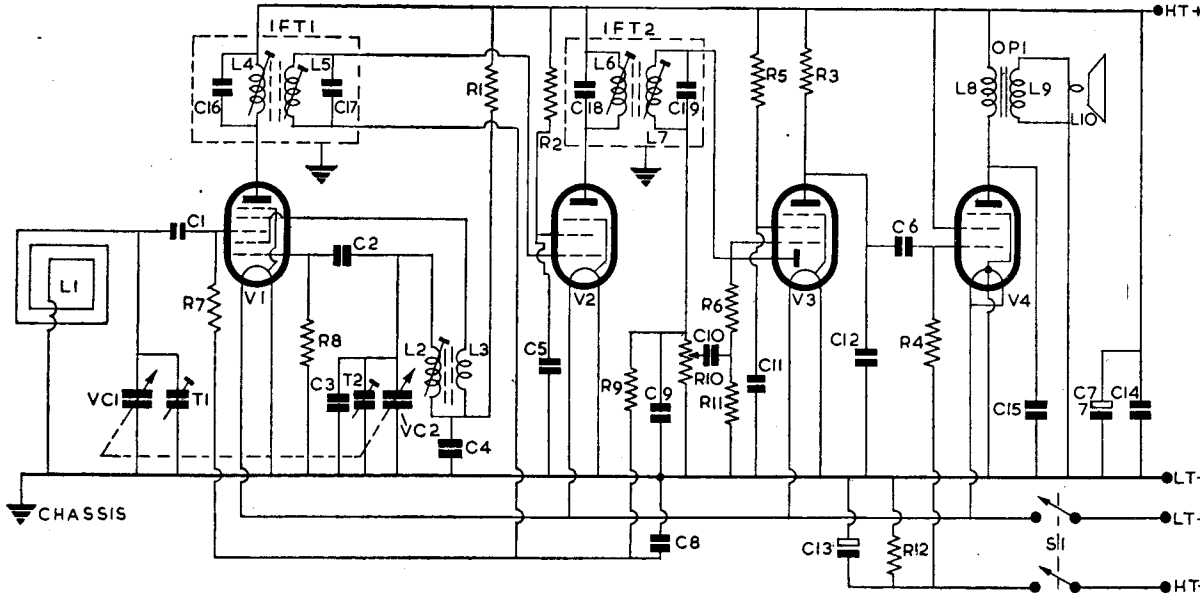 HT+
IFT1
IFT2
OP1
L4
L5
C16
C17
R1
R2
L6
C18
C19
L7
R5
R3
L8
L9
L10
C1
C2
C6
L1
V1
V2
V3
V4
R7
R8
L2
L3
C3
T2
VC1
T1
VC2
C4
C5
R9
C9
R6
C10
R10
R11
C11
C12
R4
C15
C7
7
C14
CHASSIS
LT-
LT-
C8
C13
R12
S1
HT-